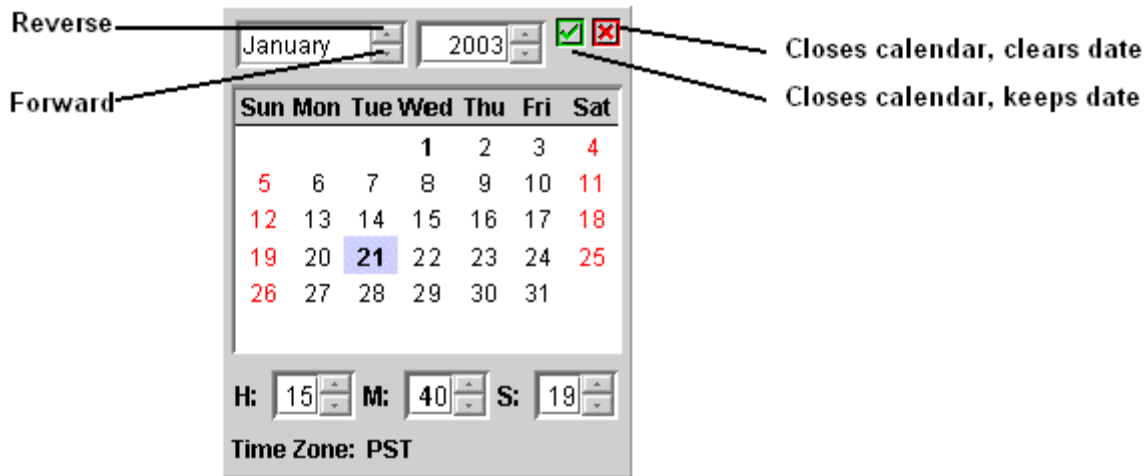 Reverse
January 2003
Closes calendar, clears date
Forward
Closes calendar, keeps date
Sun Mon Tue Wed Thu Fri Sat
1 2 3 4
5 6 7 8 9 10 11
12 13 14 15 16 17 18
19 20 21 22 23 24 25
26 27 28 29 30 31
H: 15 M: 40 S: 19
Time Zone: PST